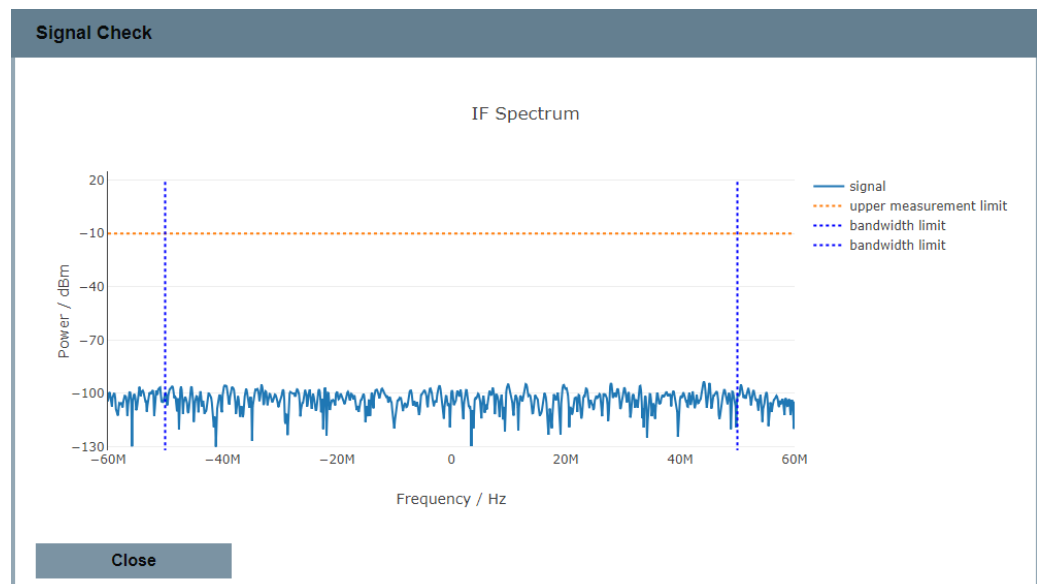 Signal Check
IF Spectrum
20
−10
−40
−70
−100
−130
Power / dBm
−60M
−40M
−20M
0
20M
40M
60M
Frequency / Hz
signal
upper measurement limit
bandwidth limit
bandwidth limit
Close